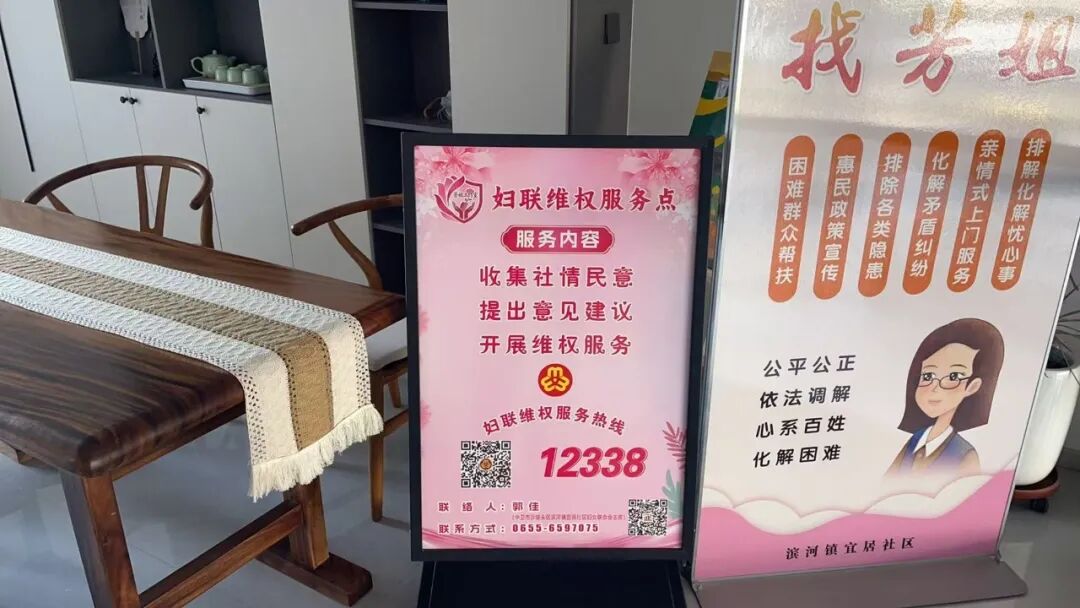 妇联维权服务点
服务内容
收集社情民意
提出意见建议
开展维权服务
妇联维权服务热线
12338
联 络 人：郭佳
联系方式：0655-6597075
找芳姐
困难群众帮扶
惠民政策宣传
排除各类隐患
化解矛盾纠纷
亲情式上门服务
排解化解忧心事
公平公正
依法调解
心系百姓
化解困难
滨河镇宜居社区